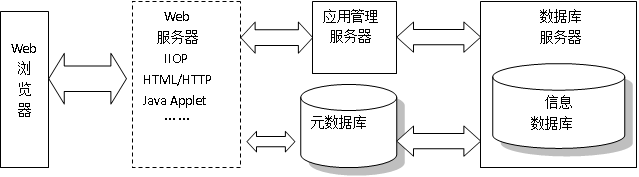 Web
浏
览
器
Web
服务器
IIOP
HTML/HTTP
Java Applet
……
应用管理
服务器
元数据库
数据库
服务器
信息
数据库